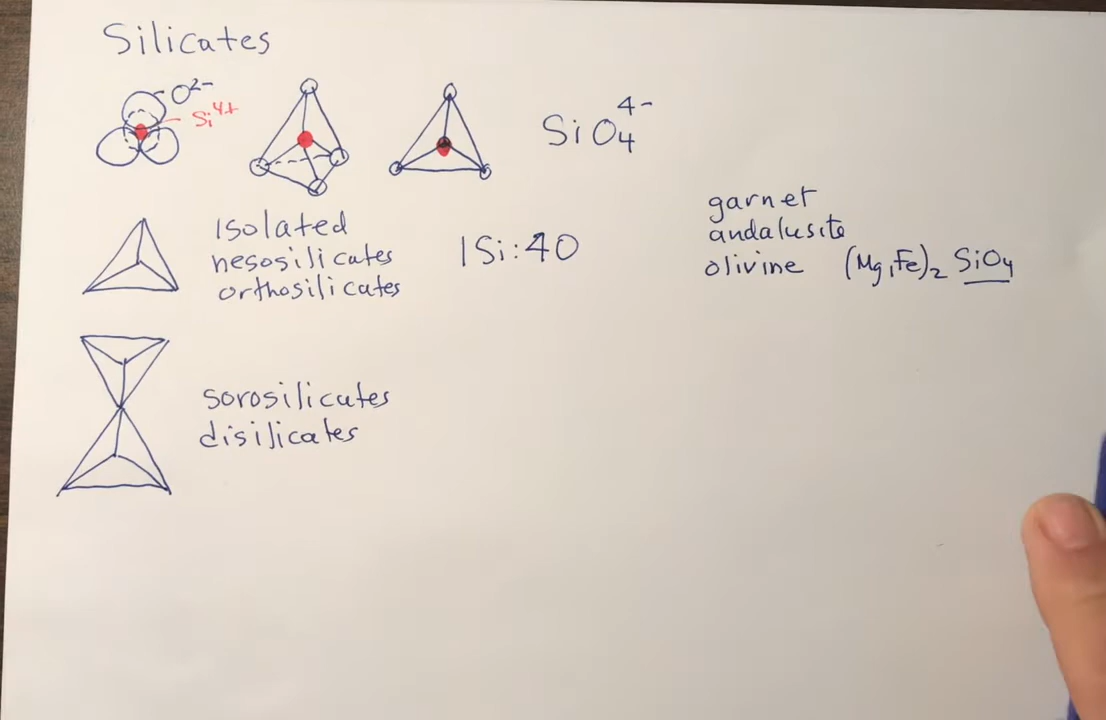 Silicates
O2-
Si4+
SiO4 4-
Isolated
nesosilicates
orthosilicates
1Si:4O
garnet
andalusite
olivine (Mg,Fe)2 SiO4
sorosilicates
disilicates